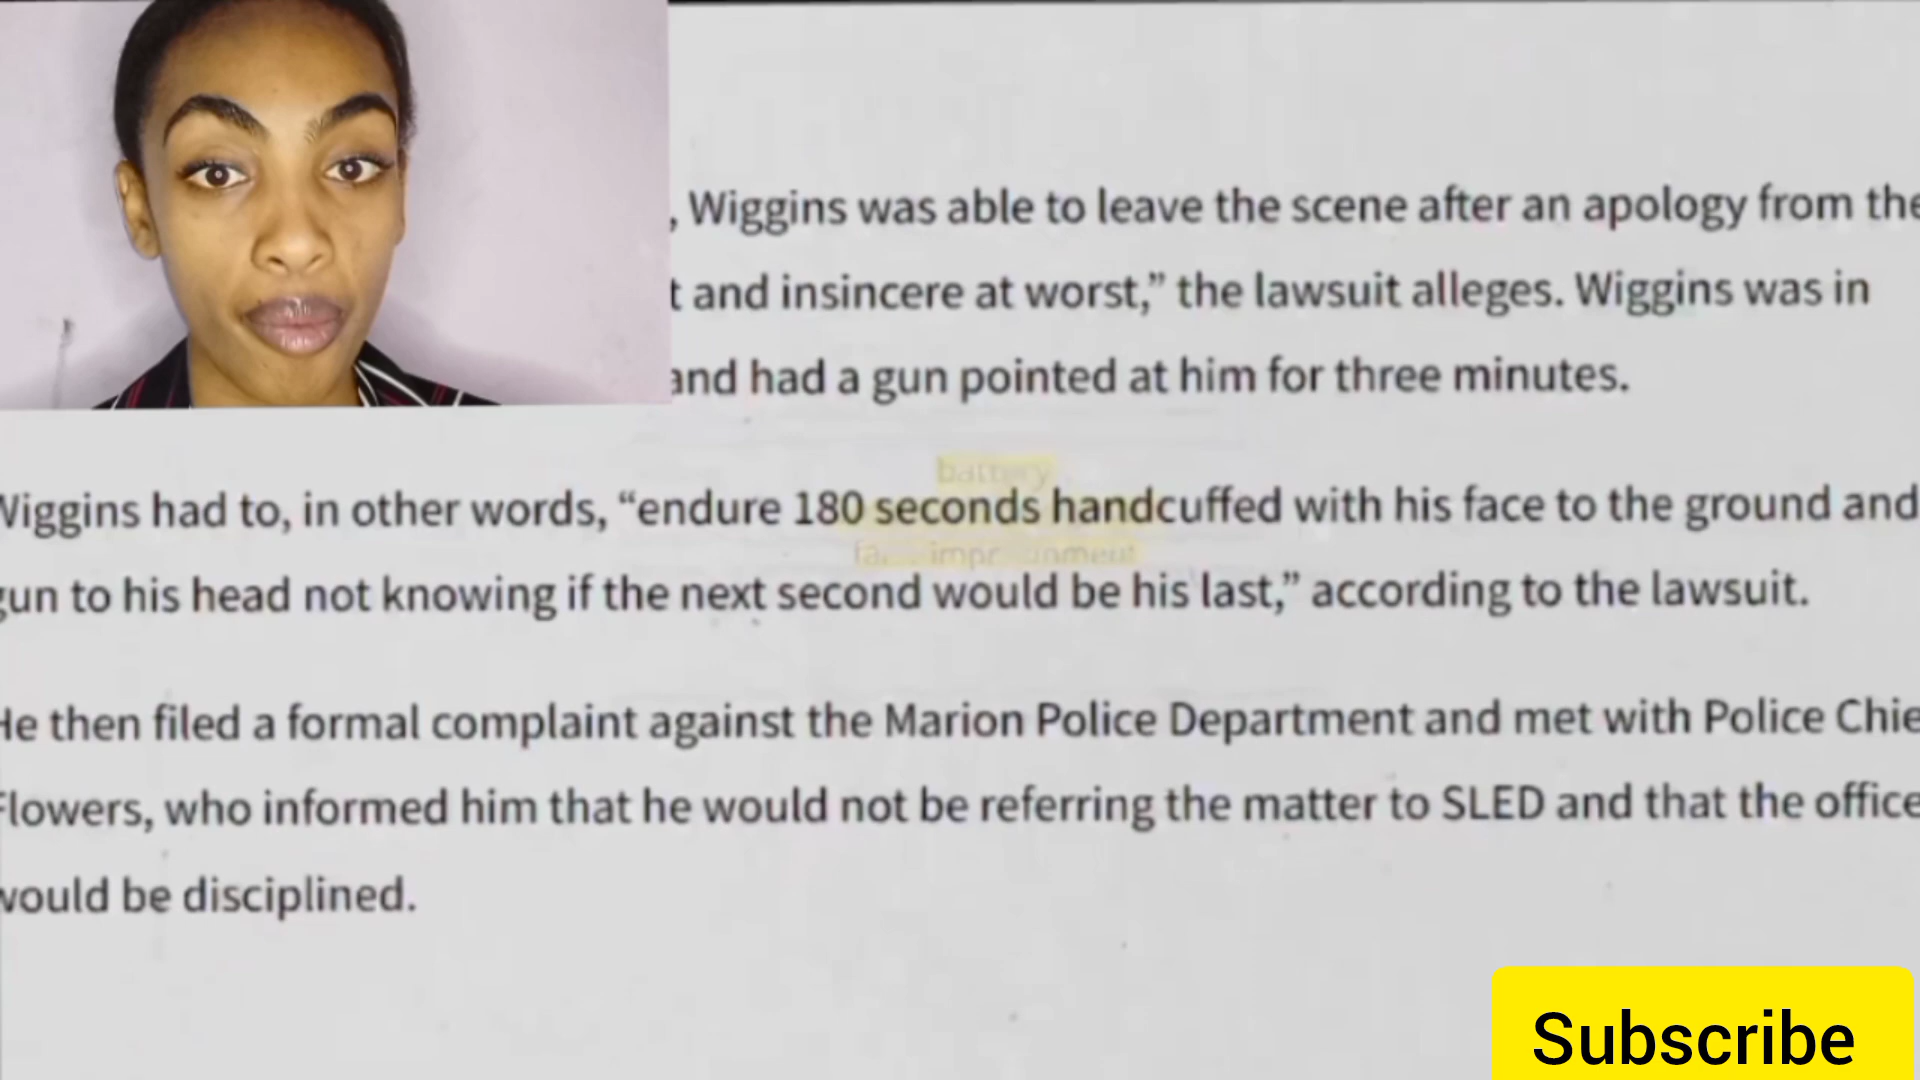 , Wiggins was able to leave the scene after an apology from the
t and insincere at worst,” the lawsuit alleges. Wiggins was in
and had a gun pointed at him for three minutes.
battery
Wiggins had to, in other words, “endure 180 seconds handcuffed with his face to the ground and
gun to his head not knowing if the next second would be his last,” according to the lawsuit.
He then filed a formal complaint against the Marion Police Department and met with Police Chie
Flowers, who informed him that he would not be referring the matter to SLED and that the office
would be disciplined.
Subscribe